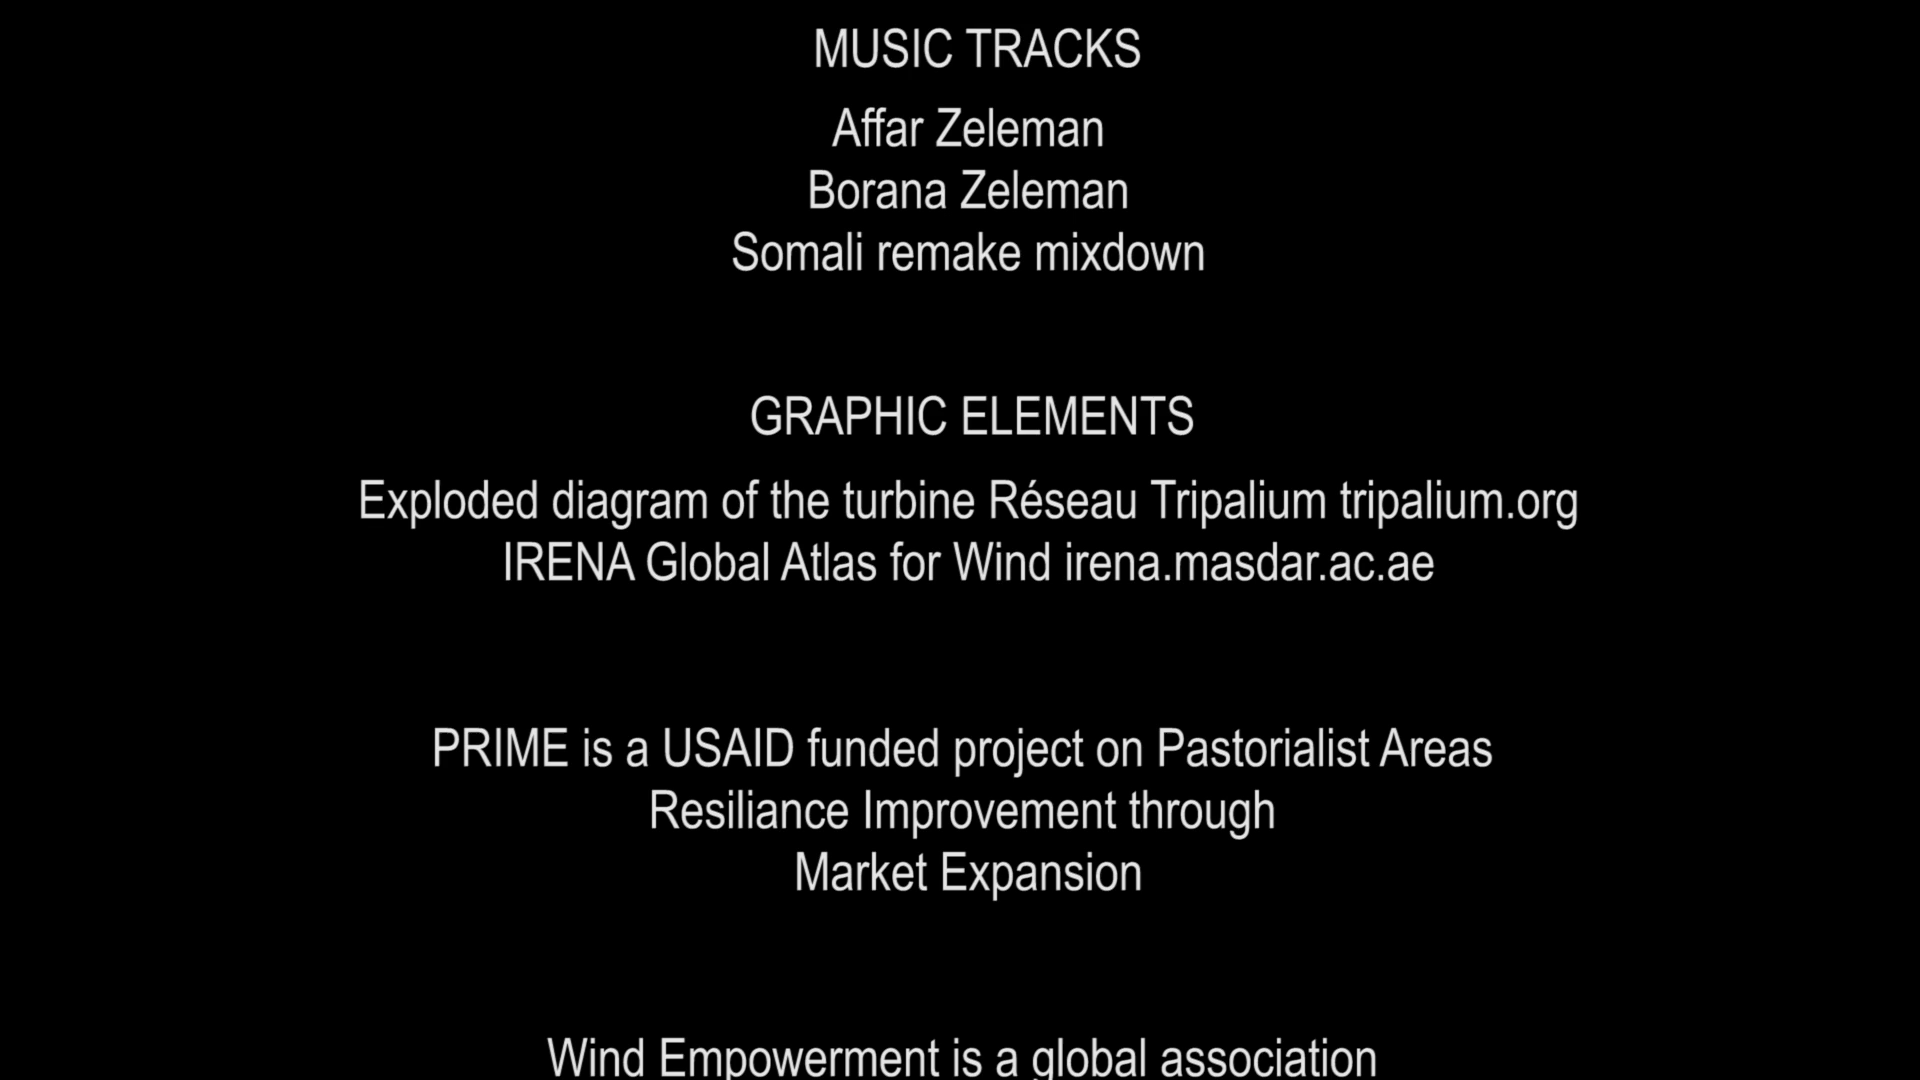 MUSIC TRACKS
Affar Zeleman
Borana Zeleman
Somali remake mixdown
GRAPHIC ELEMENTS
Exploded diagram of the turbine Réseau Tripalium tripalium.org
IRENA Global Atlas for Wind irena.masdar.ac.ae
PRIME is a USAID funded project on Pastorialist Areas
Resiliance Improvement through
Market Expansion
Wind Empowerment is a global association